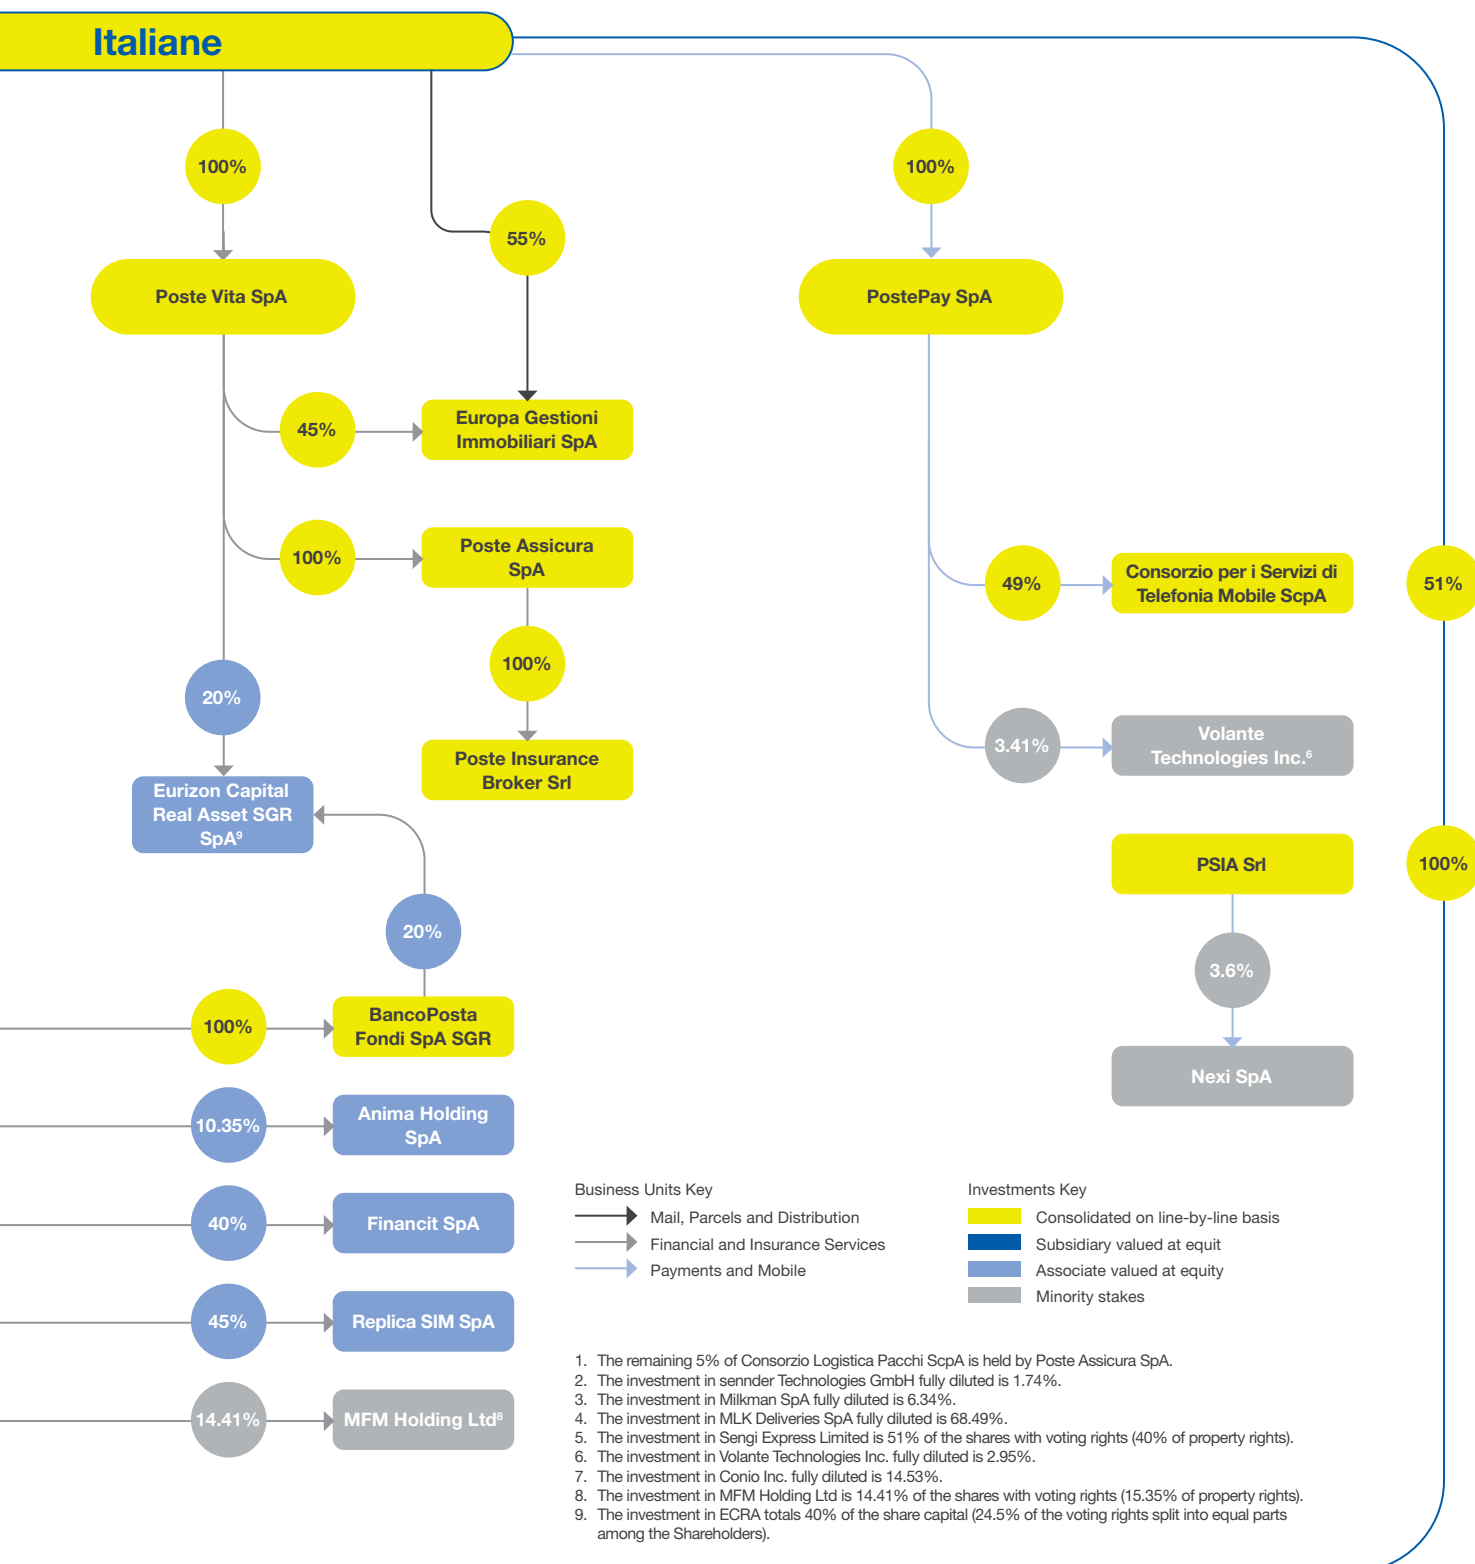 Italiane
100%
100%
55%
Poste Vita SpA
PostePay SpA
45%
Europa Gestioni
Immobiliari SpA
100%
Poste Assicura
SpA
49%
Consorzio per i Servizi di
Telefonia Mobile ScpA
51%
100%
20%
Poste Insurance
Broker Srl
3.41%
Volante
Technologies Inc.6
Eurizon Capital
Real Asset SGR
SpA9
PSIA Srl
100%
20%
3.6%
100%
BancoPosta
Fondi SpA SGR
Nexi SpA
10.35%
Anima Holding
SpA
40%
Financit SpA
45%
Replica SIM SpA
14.41%
MFM Holding Ltd8
Business Units Key
Mail, Parcels and Distribution
Financial and Insurance Services
Payments and Mobile
Investments Key
Consolidated on line-by-line basis
Subsidiary valued at equit
Associate valued at equity
Minority stakes
1. The remaining 5% of Consorzio Logistica Pacchi ScpA is held by Poste Assicura SpA.
2. The investment in sennder Technologies GmbH fully diluted is 1.74%.
3. The investment in Milkman SpA fully diluted is 6.34%.
4. The investment in MLK Deliveries SpA fully diluted is 68.49%.
5. The investment in Sengi Express Limited is 51% of the shares with voting rights (40% of property rights).
6. The investment in Volante Technologies Inc. fully diluted is 2.95%.
7. The investment in Conio Inc. fully diluted is 14.53%.
8. The investment in MFM Holding Ltd is 14.41% of the shares with voting rights (15.35% of property rights).
9. The investment in ECRA totals 40% of the share capital (24.5% of the voting rights split into equal parts
among the Shareholders).